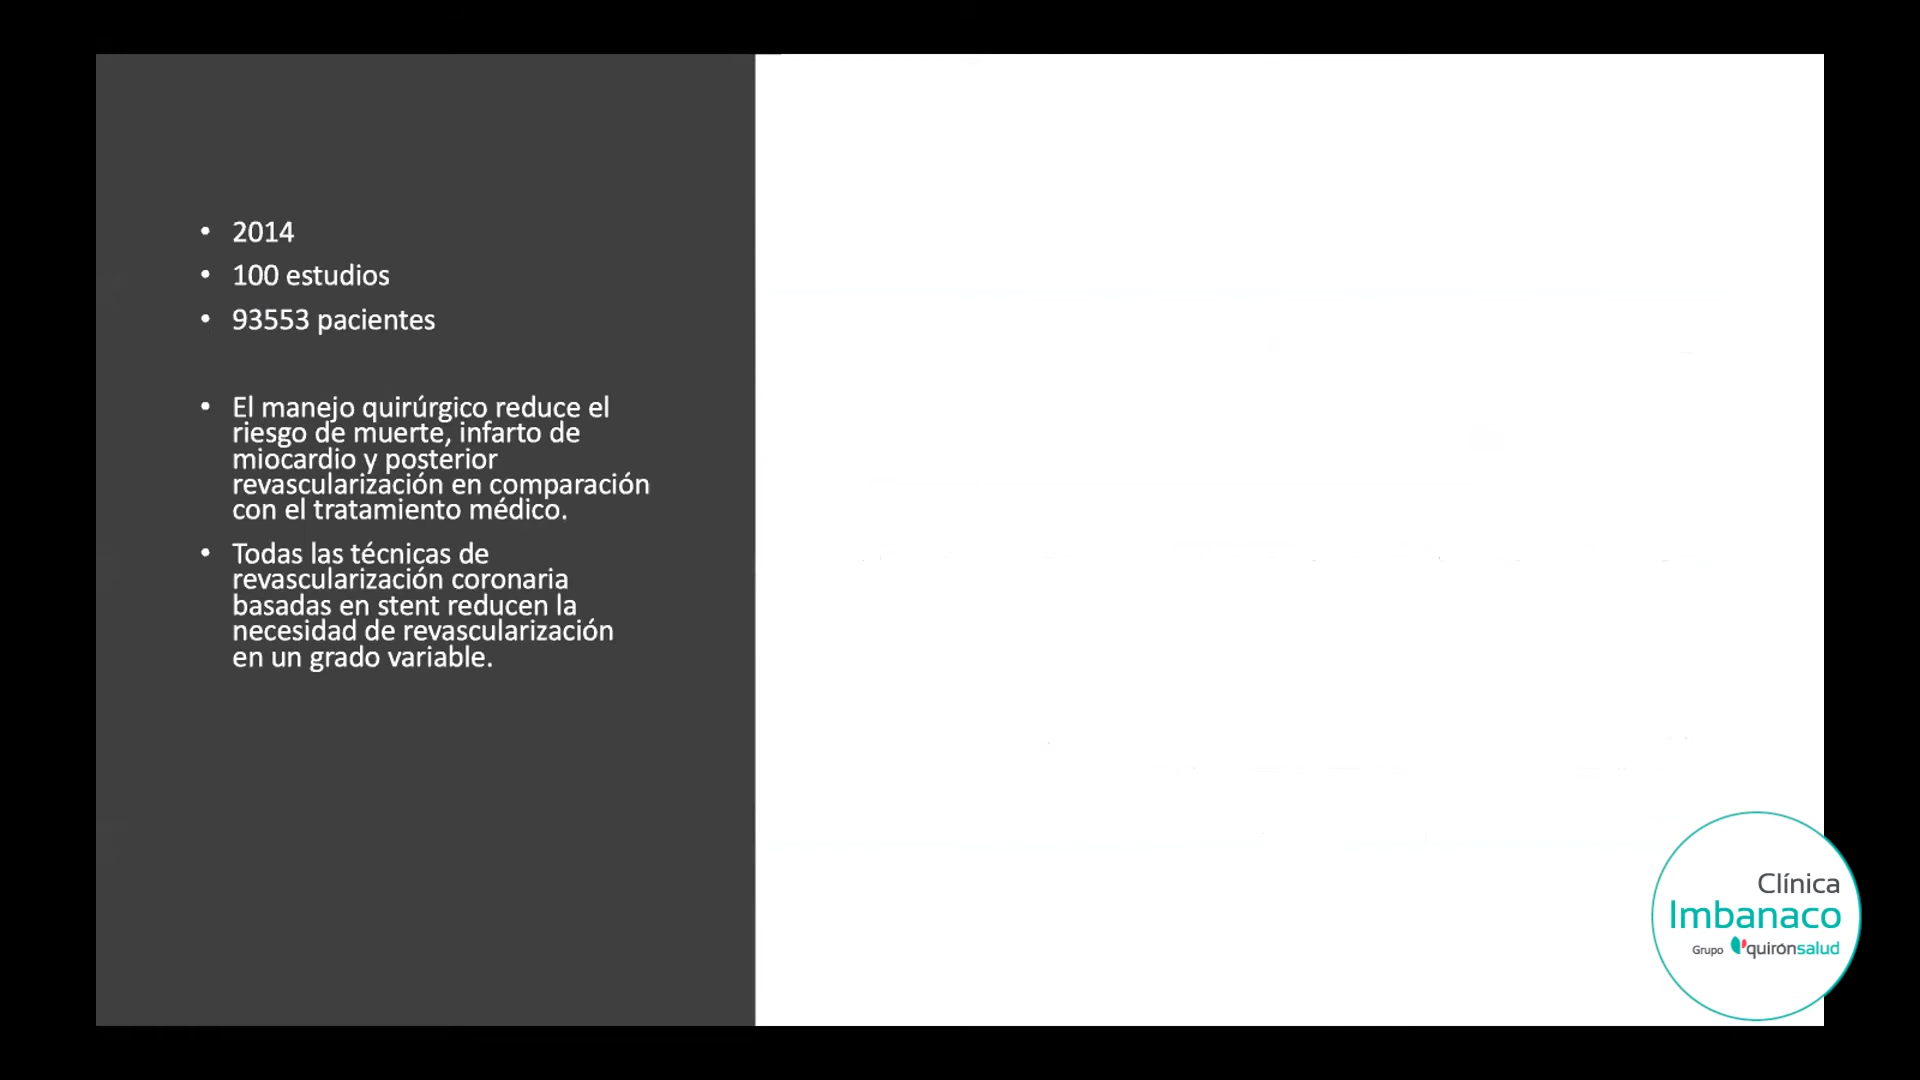 • 2014
• 100 estudios
• 93553 pacientes
• El manejo quirúrgico reduce el
riesgo de muerte, infarto de
miocardio y posterior
revascularización en comparación
con el tratamiento médico.
• Todas las técnicas de
revascularización coronaria
basadas en stent reducen la
necesidad de revascularización
en un grado variable.
Clínica
Imbanaco
Grupo quirónsalud